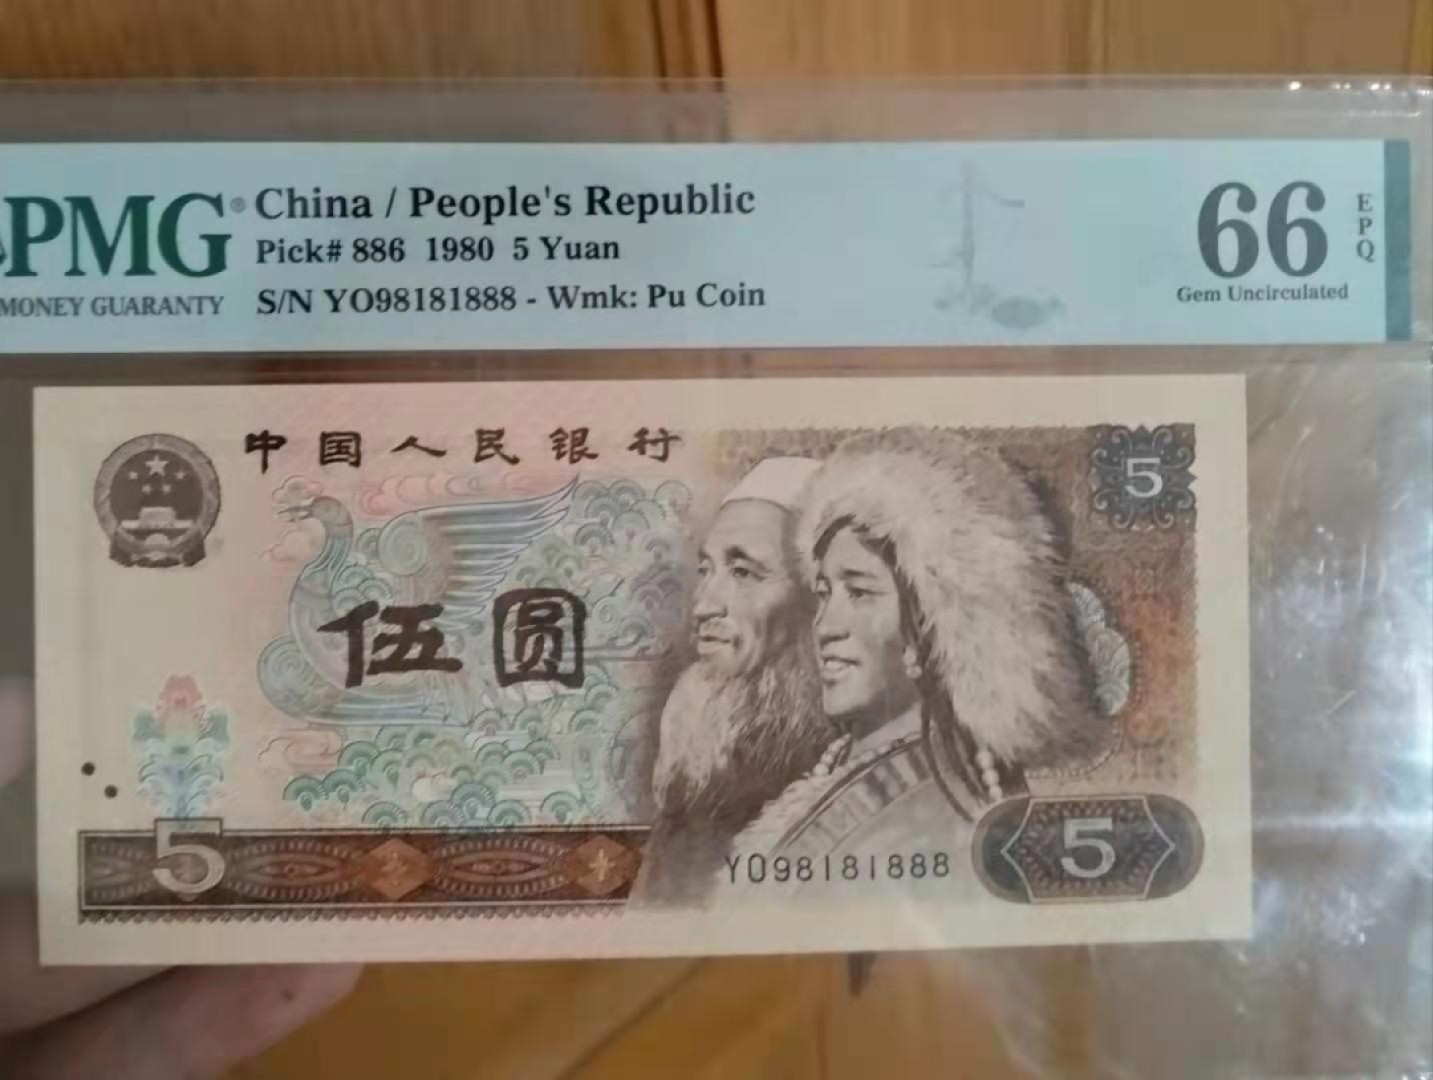 PMG® China / People's Republic
Pick# 886 1980 5 Yuan
MONEY GUARANTY
S/N YO98181888 - Wmk: Pu Coin
66
EPQ
Gem Uncirculated
中国人民银行
5
伍圆
5
YO98181888
5